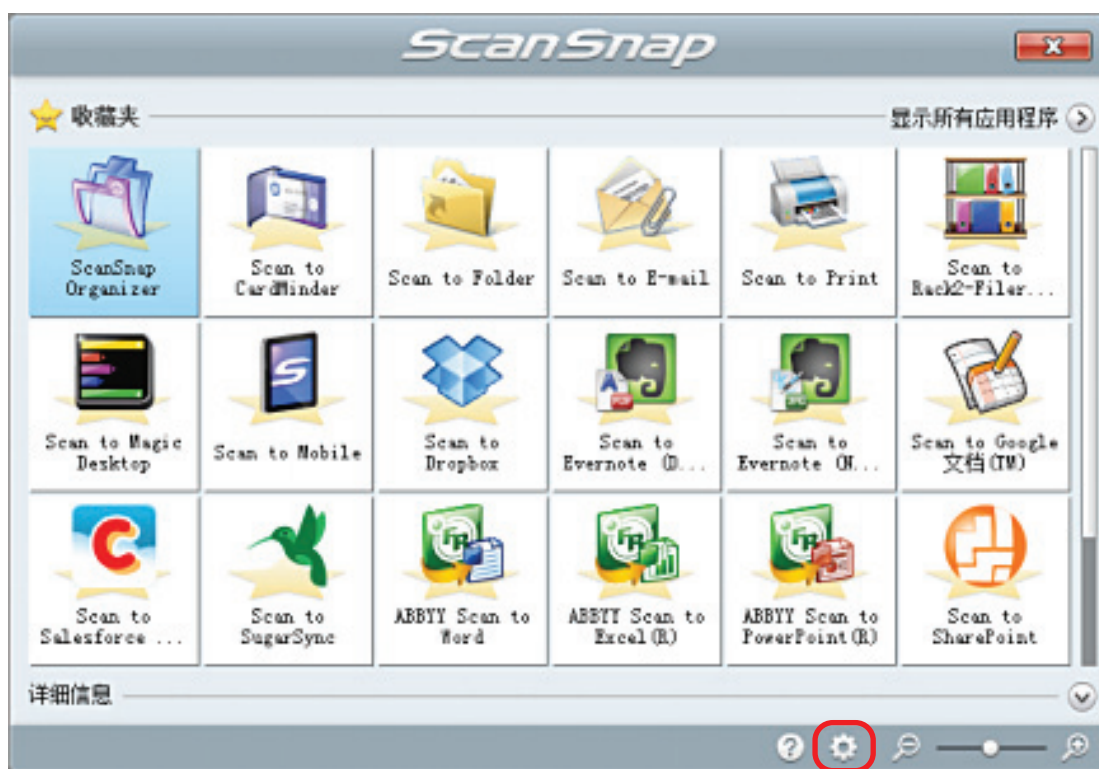 ScanSnap
收藏夹
显示所有应用程序
ScanSnap
Organizer
Scan to
CardMinder
Scan to Folder
Scan to E-mail
Scan to Print
Scan to
Rack2-Filer...
Scan to Magic
Desktop
Scan to Mobile
Scan to
Dropbox
Scan to
Evernote (D...
Scan to
Evernote (N...
Scan to Google
文档(TM)
Scan to
Salesforce ...
Scan to
SugarSync
ABBYY Scan to
Word
ABBYY Scan to
Excel(R)
ABBYY Scan to
PowerPoint(R)
Scan to
SharePoint
详细信息